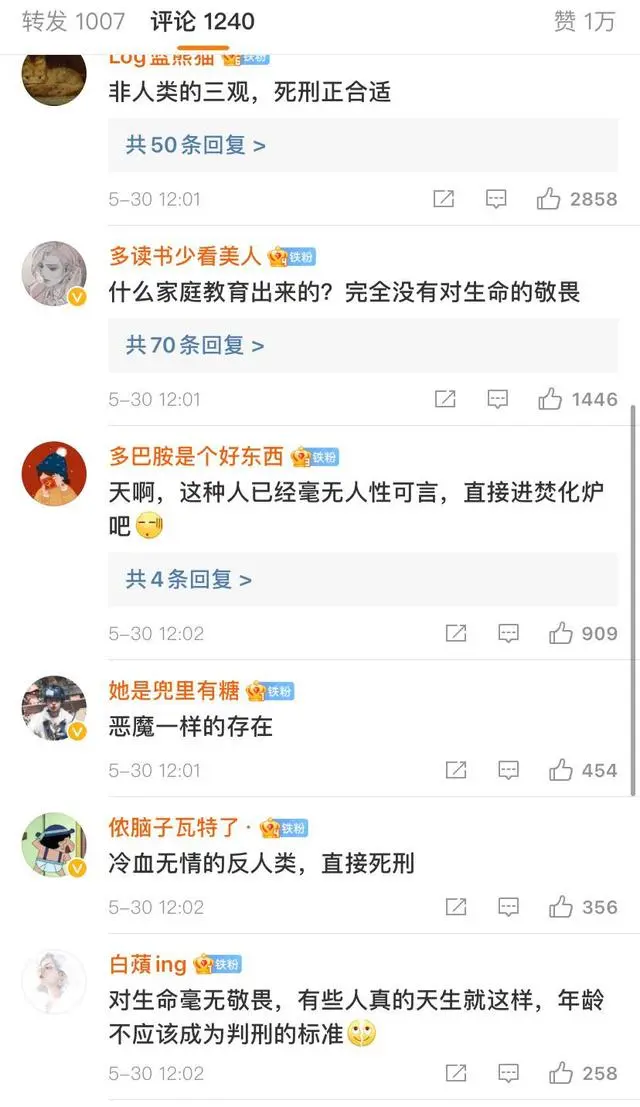 转发 1007 评论 1240 赞 1万
Log蓝熊猫 铁粉
非人类的三观，死刑正合适
共50条回复 >
5-30 12:01 2858
多读书少看美人 铁粉
什么家庭教育出来的？完全没有对生命的敬畏
共70条回复 >
5-30 12:01 1446
多巴胺是个好东西 铁粉
天啊，这种人已经毫无人性可言，直接进焚化炉
吧
共4条回复 >
5-30 12:02 909
她是兜里有糖 铁粉
恶魔一样的存在
5-30 12:01 454
侬脑子瓦特了· 铁粉
冷血无情的反人类，直接死刑
5-30 12:02 356
白薠ing 铁粉
对生命毫无敬畏，有些人真的天生就这样，年龄
不应该成为判刑的标准
5-30 12:02 258